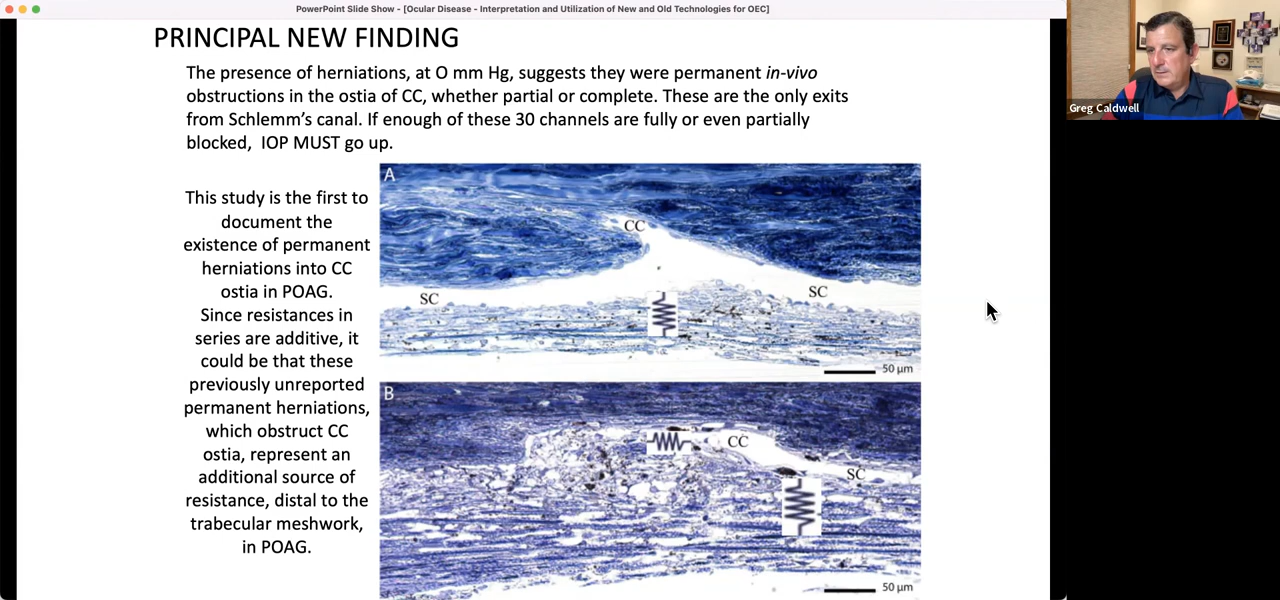 PowerPoint Slide Show - [Ocular Disease - Interpretation and Utilization of New and Old Technologies for OEC]
PRINCIPAL NEW FINDING
The presence of herniations, at O mm Hg, suggests they were permanent in-vivo
obstructions in the ostia of CC, whether partial or complete. These are the only exits
from Schlemm's canal. If enough of these 30 channels are fully or even partially
blocked, IOP MUST go up.
This study is the first to
document the
existence of permanent
herniations into CC
ostia in POAG.
Since resistances in
series are additive, it
could be that these
previously unreported
permanent herniations,
which obstruct CC
ostia, represent an
additional source of
resistance, distal to the
trabecular meshwork,
in POAG.
A
CC
SC
SC
50 µm
B
CC
SC
50 µm
Greg Caldwell